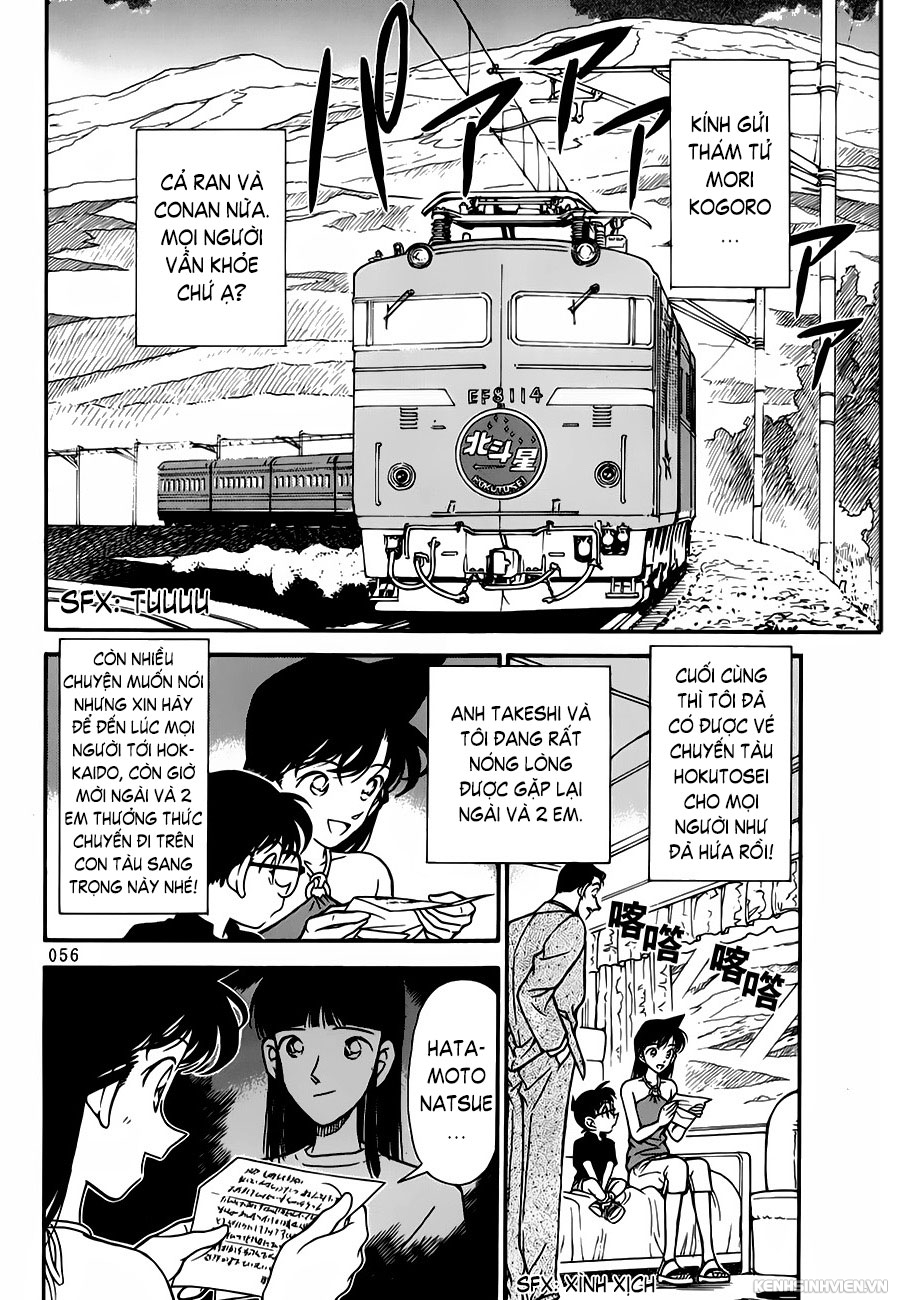 KÍNH GỬI
THÁM TỬ
MORI
KOGORO
...
パァァァ
ァァ
CẢ RAN VÀ
CONAN NỮA.
MỌI NGƯỜI
VẪN KHỎE
CHỨ Ạ?
EF8114
北斗星
HOKUTOSEI
SFX: TUUUU
CUỐI CÙNG
THÌ TÔI ĐÃ
CÓ ĐƯỢC VÉ
CHUYẾN TÀU
HOKUTOSEI
CHO MỌI
NGƯỜI NHƯ
ĐÃ HỨA RỒI!
ANH TAKESHI VÀ
TÔI ĐANG RẤT
NÓNG LÒNG
ĐƯỢC GẶP LẠI
NGÀI VÀ 2 EM.
CÒN NHIỀU
CHUYỆN MUỐN NÓI
NHƯNG XIN HÃY
ĐỂ ĐẾN LÚC MỌI
NGƯỜI TỚI HOK-
KAIDO, CÒN GIỜ
MỜI NGÀI VÀ 2
EM THƯỞNG THỨC
CHUYẾN ĐI TRÊN
CON TÀU SANG
TRỌNG NÀY NHÉ!
喀嗒
喀嗒
SFX: XÌNH XỊCH
056
HATA-
MOTO
NATSUE
...
KENHSINHVIEN.VN